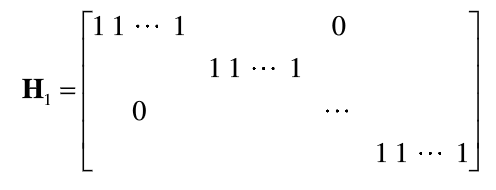 1 1 ⋯ 1 0
1 1 ⋯ 1
H₁ =
0 ⋯
1 1 ⋯ 1